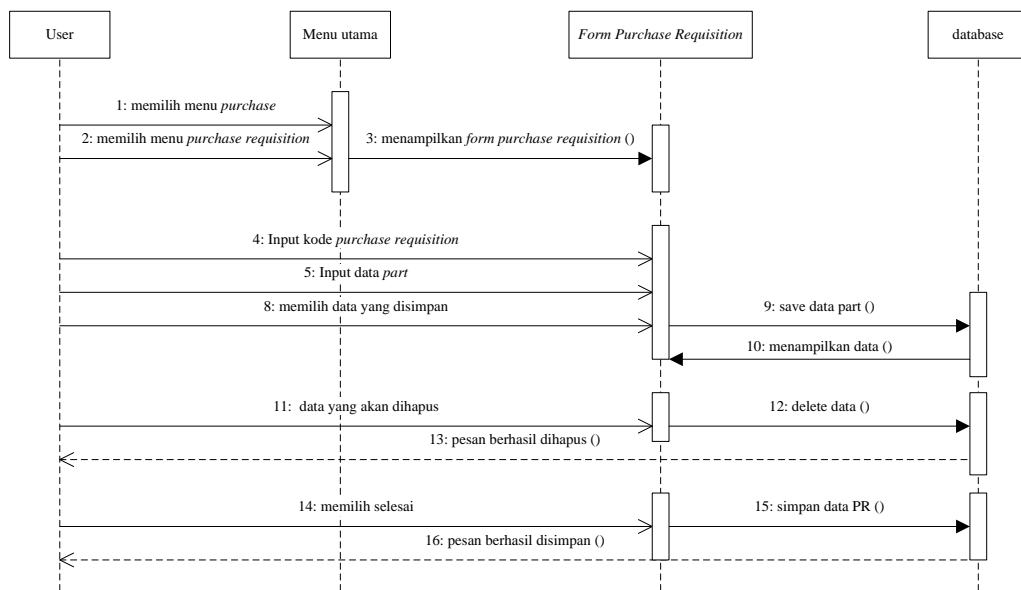 User
Menu utama
Form Purchase Requisition
database
1: memilih menu purchase
2: memilih menu purchase requisition
3: menampilkan form purchase requisition ()
4: Input kode purchase requisition
5: Input data part
8: memilih data yang disimpan
9: save data part ()
10: menampilkan data ()
11: data yang akan dihapus
12: delete data ()
13: pesan berhasil dihapus ()
14: memilih selesai
15: simpan data PR ()
16: pesan berhasil disimpan ()